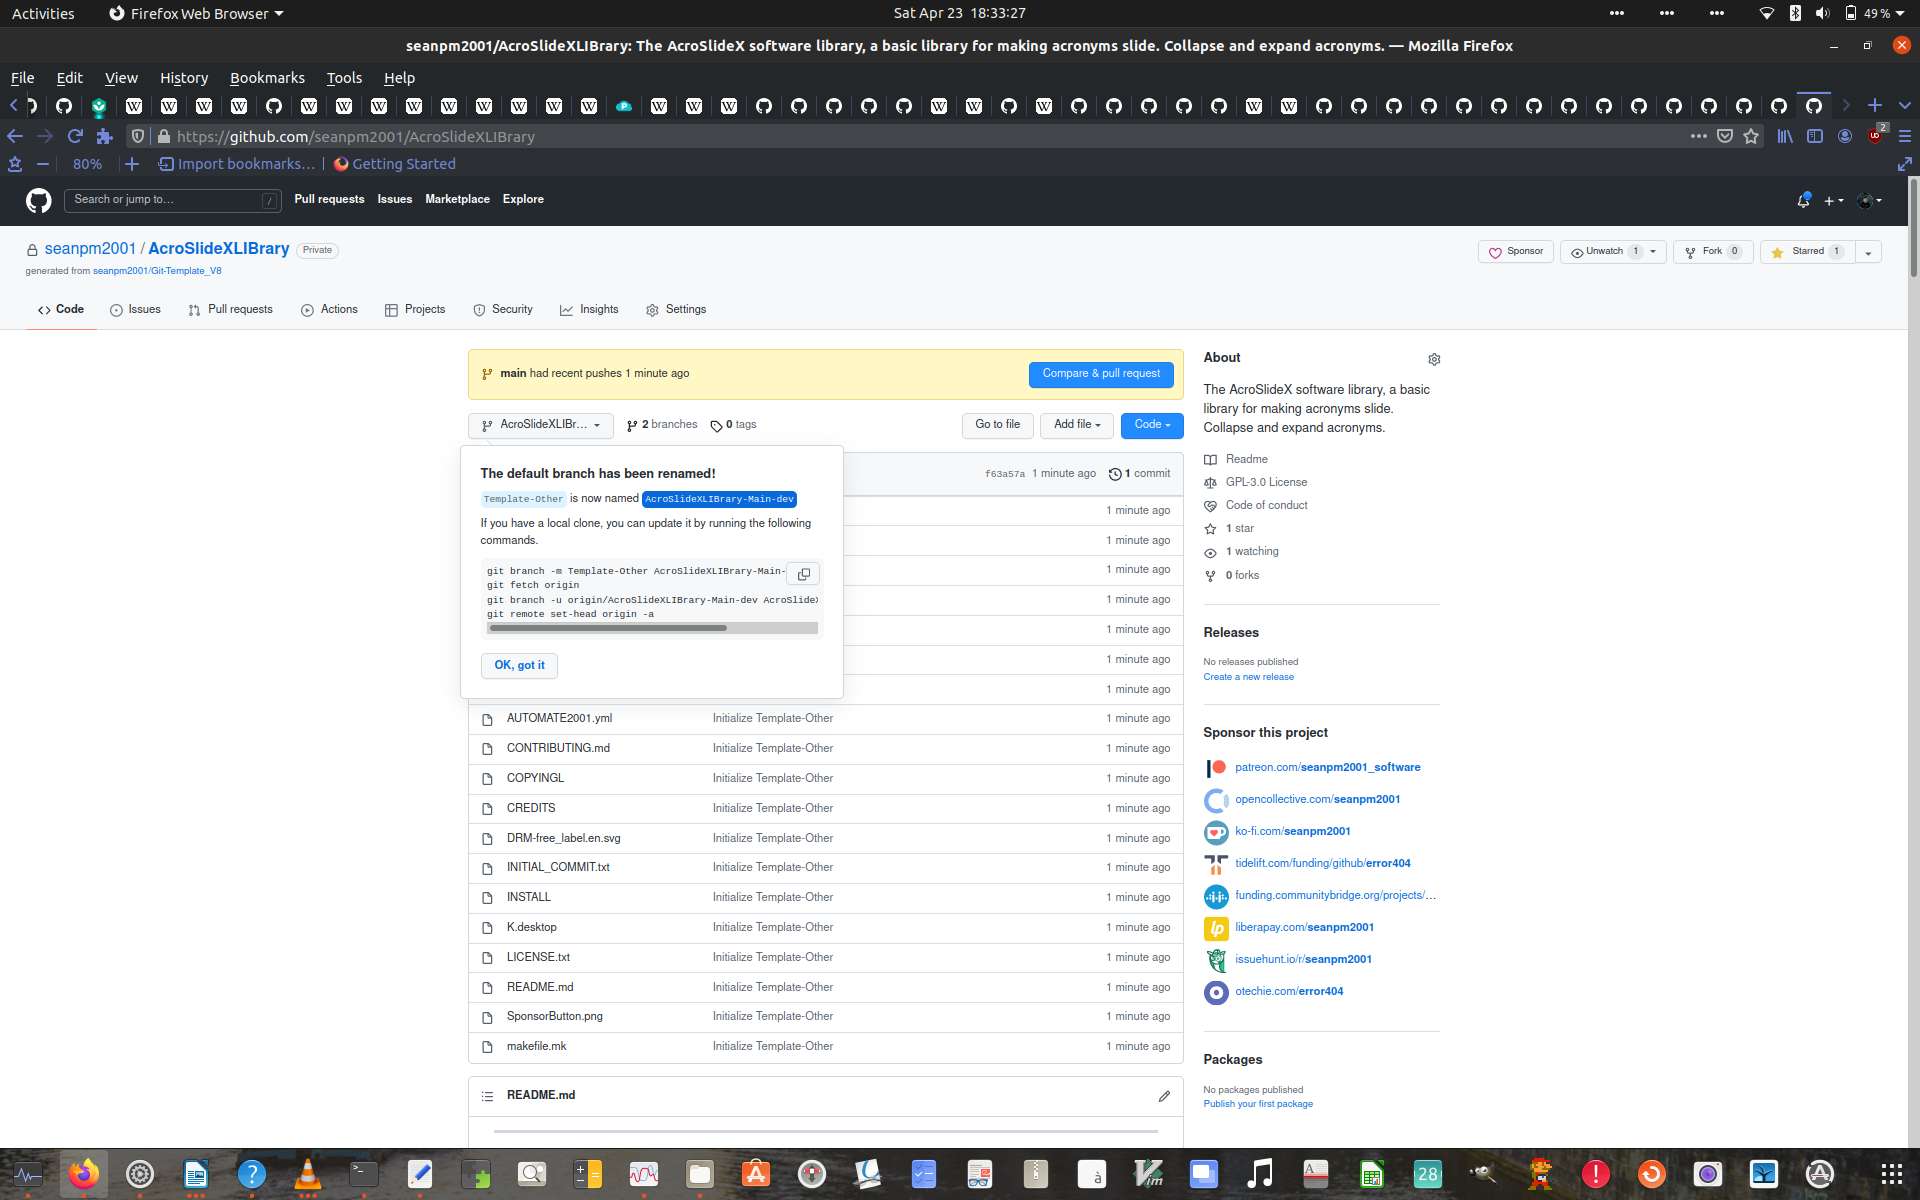 Activities
Firefox Web Browser
Sat Apr 23  18:33:27
49 %
seanpm2001/AcroSlideXLIBrary: The AcroSlideX software library, a basic library for making acronyms slide. Collapse and expand acronyms. — Mozilla Firefox
File Edit View History Bookmarks Tools Help
https://github.com/seanpm2001/AcroSlideXLIBrary
2
80%
Import bookmarks...
Getting Started
Search or jump to...
/
Pull requests Issues Marketplace Explore
seanpm2001 / AcroSlideXLIBrary Private
Sponsor
Unwatch 1
Fork 0
Starred 1
generated from seanpm2001/Git-Template_V8
Code
Issues
Pull requests
Actions
Projects
Security
Insights
Settings
main had recent pushes 1 minute ago
Compare & pull request
AcroSlideXLIBr...
2 branches
0 tags
Go to file
Add file
Code
The default branch has been renamed!
Template-Other is now named AcroSlideXLIBrary-Main-dev
If you have a local clone, you can update it by running the following
commands.
git branch -m Template-Other AcroSlideXLIBrary-Main-
git fetch origin
git branch -u origin/AcroSlideXLIBrary-Main-dev AcroSlideX
git remote set-head origin -a
OK, got it
f63a57a 1 minute ago 1 commit
1 minute ago
1 minute ago
1 minute ago
1 minute ago
1 minute ago
1 minute ago
1 minute ago
AUTOMATE2001.yml Initialize Template-Other 1 minute ago
CONTRIBUTING.md Initialize Template-Other 1 minute ago
COPYINGL Initialize Template-Other 1 minute ago
CREDITS Initialize Template-Other 1 minute ago
DRM-free_label.en.svg Initialize Template-Other 1 minute ago
INITIAL_COMMIT.txt Initialize Template-Other 1 minute ago
INSTALL Initialize Template-Other 1 minute ago
K.desktop Initialize Template-Other 1 minute ago
LICENSE.txt Initialize Template-Other 1 minute ago
README.md Initialize Template-Other 1 minute ago
SponsorButton.png Initialize Template-Other 1 minute ago
makefile.mk Initialize Template-Other 1 minute ago
README.md
About
The AcroSlideX software library, a basic
library for making acronyms slide.
Collapse and expand acronyms.
Readme
GPL-3.0 License
Code of conduct
1 star
1 watching
0 forks
Releases
No releases published
Create a new release
Sponsor this project
patreon.com/seanpm2001_software
opencollective.com/seanpm2001
ko-fi.com/seanpm2001
tidelift.com/funding/github/error404
funding.communitybridge.org/projects/...
liberapay.com/seanpm2001
issuehunt.io/r/seanpm2001
otechie.com/error404
Packages
No packages published
Publish your first package
28